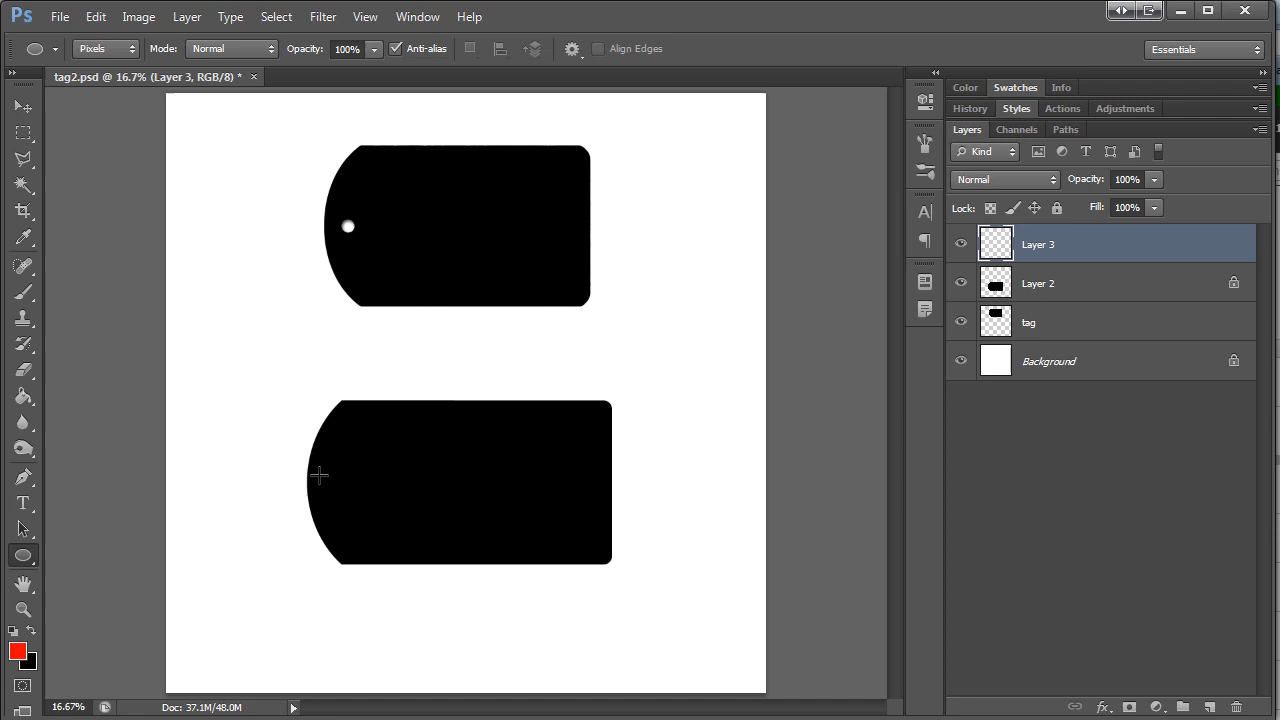 Ps File Edit Image Layer Type Select Filter View Window Help
Pixels Mode: Normal Opacity: 100% Anti-alias Align Edges Essentials
tag2.psd @ 16.7% (Layer 3, RGB/8) * ×
Color Swatches Info
History Styles Actions Adjustments
Layers Channels Paths
Kind T
Normal Opacity: 100%
Lock: Fill: 100%
Layer 3
Layer 2
tag
Background
A
T
16.67% Doc: 37.1M/48.0M
fx